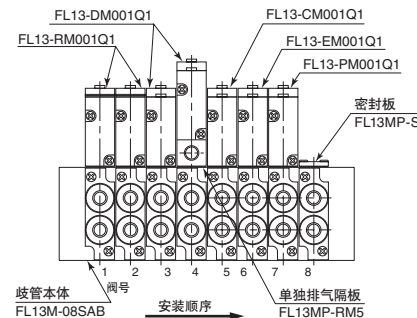 FL13-DM001Q1
FL13-RM001Q1
FL13-CM001Q1
FL13-EM001Q1
FL13-PM001Q1
密封板
FL13MP-S
1 2 3 4 5 6 7 8
阀号
歧管本体
FL13M-08SAB
安装顺序
单独排气隔板
FL13MP-RM5